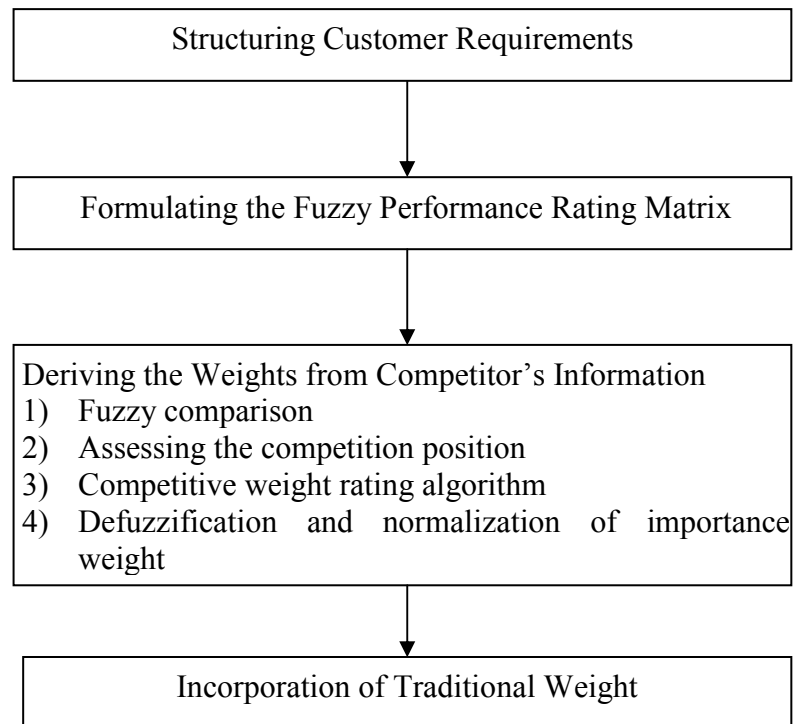 Structuring Customer Requirements
Formulating the Fuzzy Performance Rating Matrix
Deriving the Weights from Competitor’s Information
1) Fuzzy comparison
2) Assessing the competition position
3) Competitive weight rating algorithm
4) Defuzzification and normalization of importance
weight
Incorporation of Traditional Weight